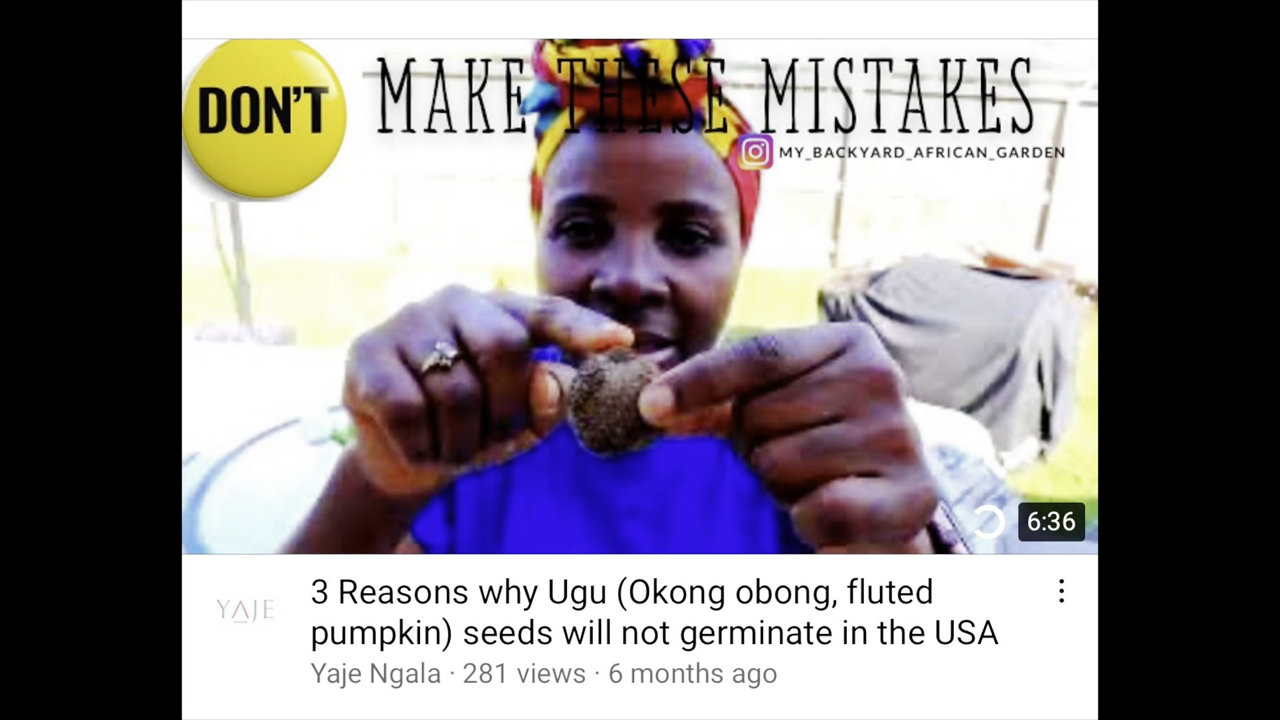 DON'T MAKE THESE MISTAKES
MY_BACKYARD_AFRICAN_GARDEN
6:36
YAJE
3 Reasons why Ugu (Okong obong, fluted
pumpkin) seeds will not germinate in the USA
Yaje Ngala · 281 views · 6 months ago